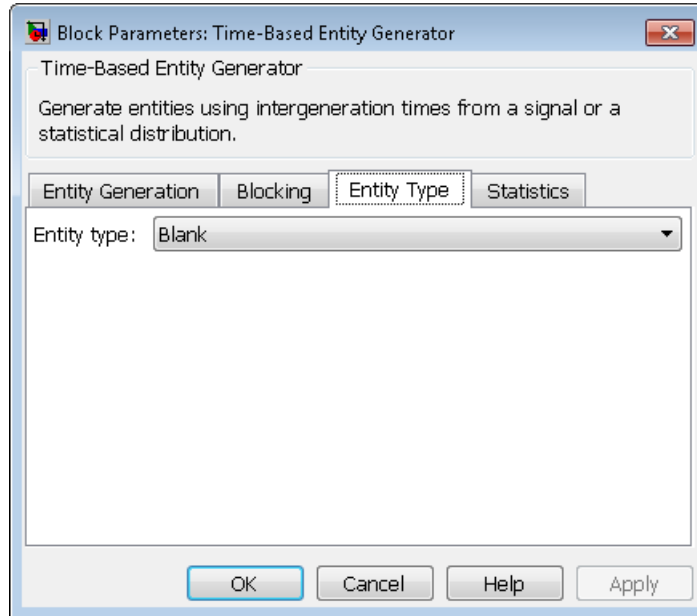 Block Parameters: Time-Based Entity Generator
Time-Based Entity Generator
Generate entities using intergeneration times from a signal or a
statistical distribution.
Entity Generation Blocking Entity Type Statistics
Entity type: Blank
OK Cancel Help Apply